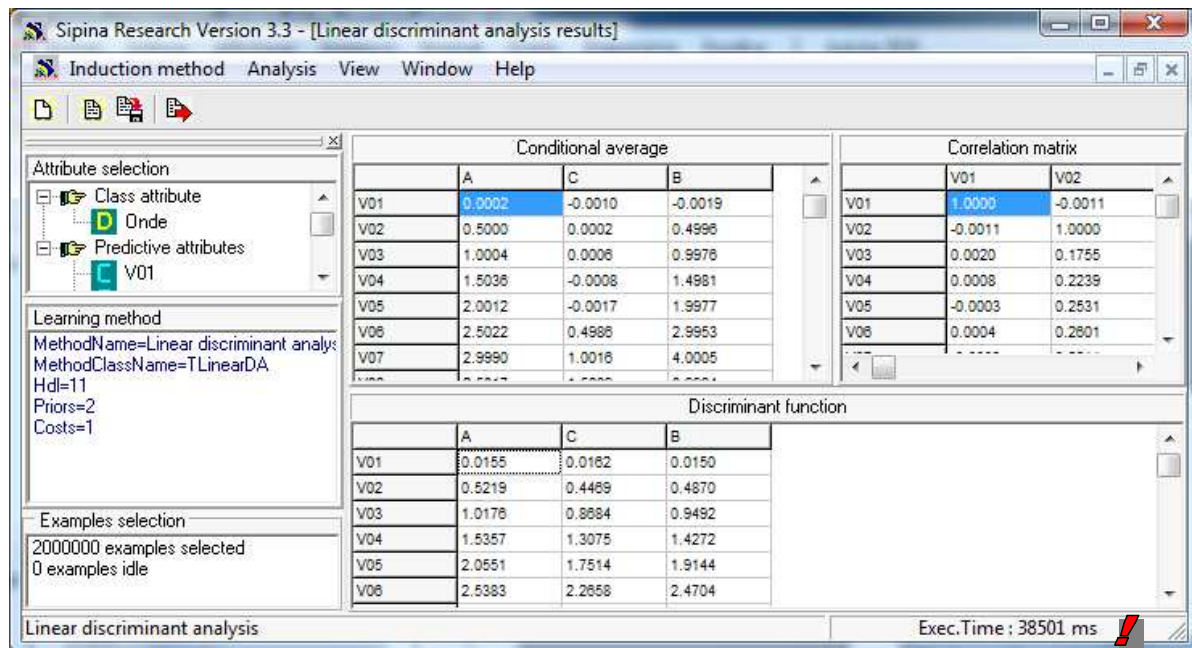 Sipina Research Version 3.3 - [Linear discriminant analysis results]
Induction method Analysis View Window Help
Attribute selection
Class attribute
D Onde
Predictive attributes
C V01
Learning method
MethodName=Linear discriminant analys
MethodClassName=TLinearDA
Hdl=11
Priors=2
Costs=1
Examples selection
2000000 examples selected
0 examples idle
Conditional average
A C B
V01 0.0002 -0.0010 -0.0019
V02 0.5000 0.0002 0.4996
V03 1.0004 0.0006 0.9976
V04 1.5036 -0.0008 1.4981
V05 2.0012 -0.0017 1.9977
V06 2.5022 0.4986 2.9953
V07 2.9990 1.0016 4.0005
Correlation matrix
V01 V02
V01 1.0000 -0.0011
V02 -0.0011 1.0000
V03 0.0020 0.1755
V04 0.0008 0.2239
V05 -0.0003 0.2531
V06 0.0004 0.2601
Discriminant function
A C B
V01 0.0155 0.0162 0.0150
V02 0.5219 0.4469 0.4870
V03 1.0176 0.8684 0.9492
V04 1.5357 1.3075 1.4272
V05 2.0551 1.7514 1.9144
V06 2.5383 2.2658 2.4704
Linear discriminant analysis
Exec.Time : 38501 ms